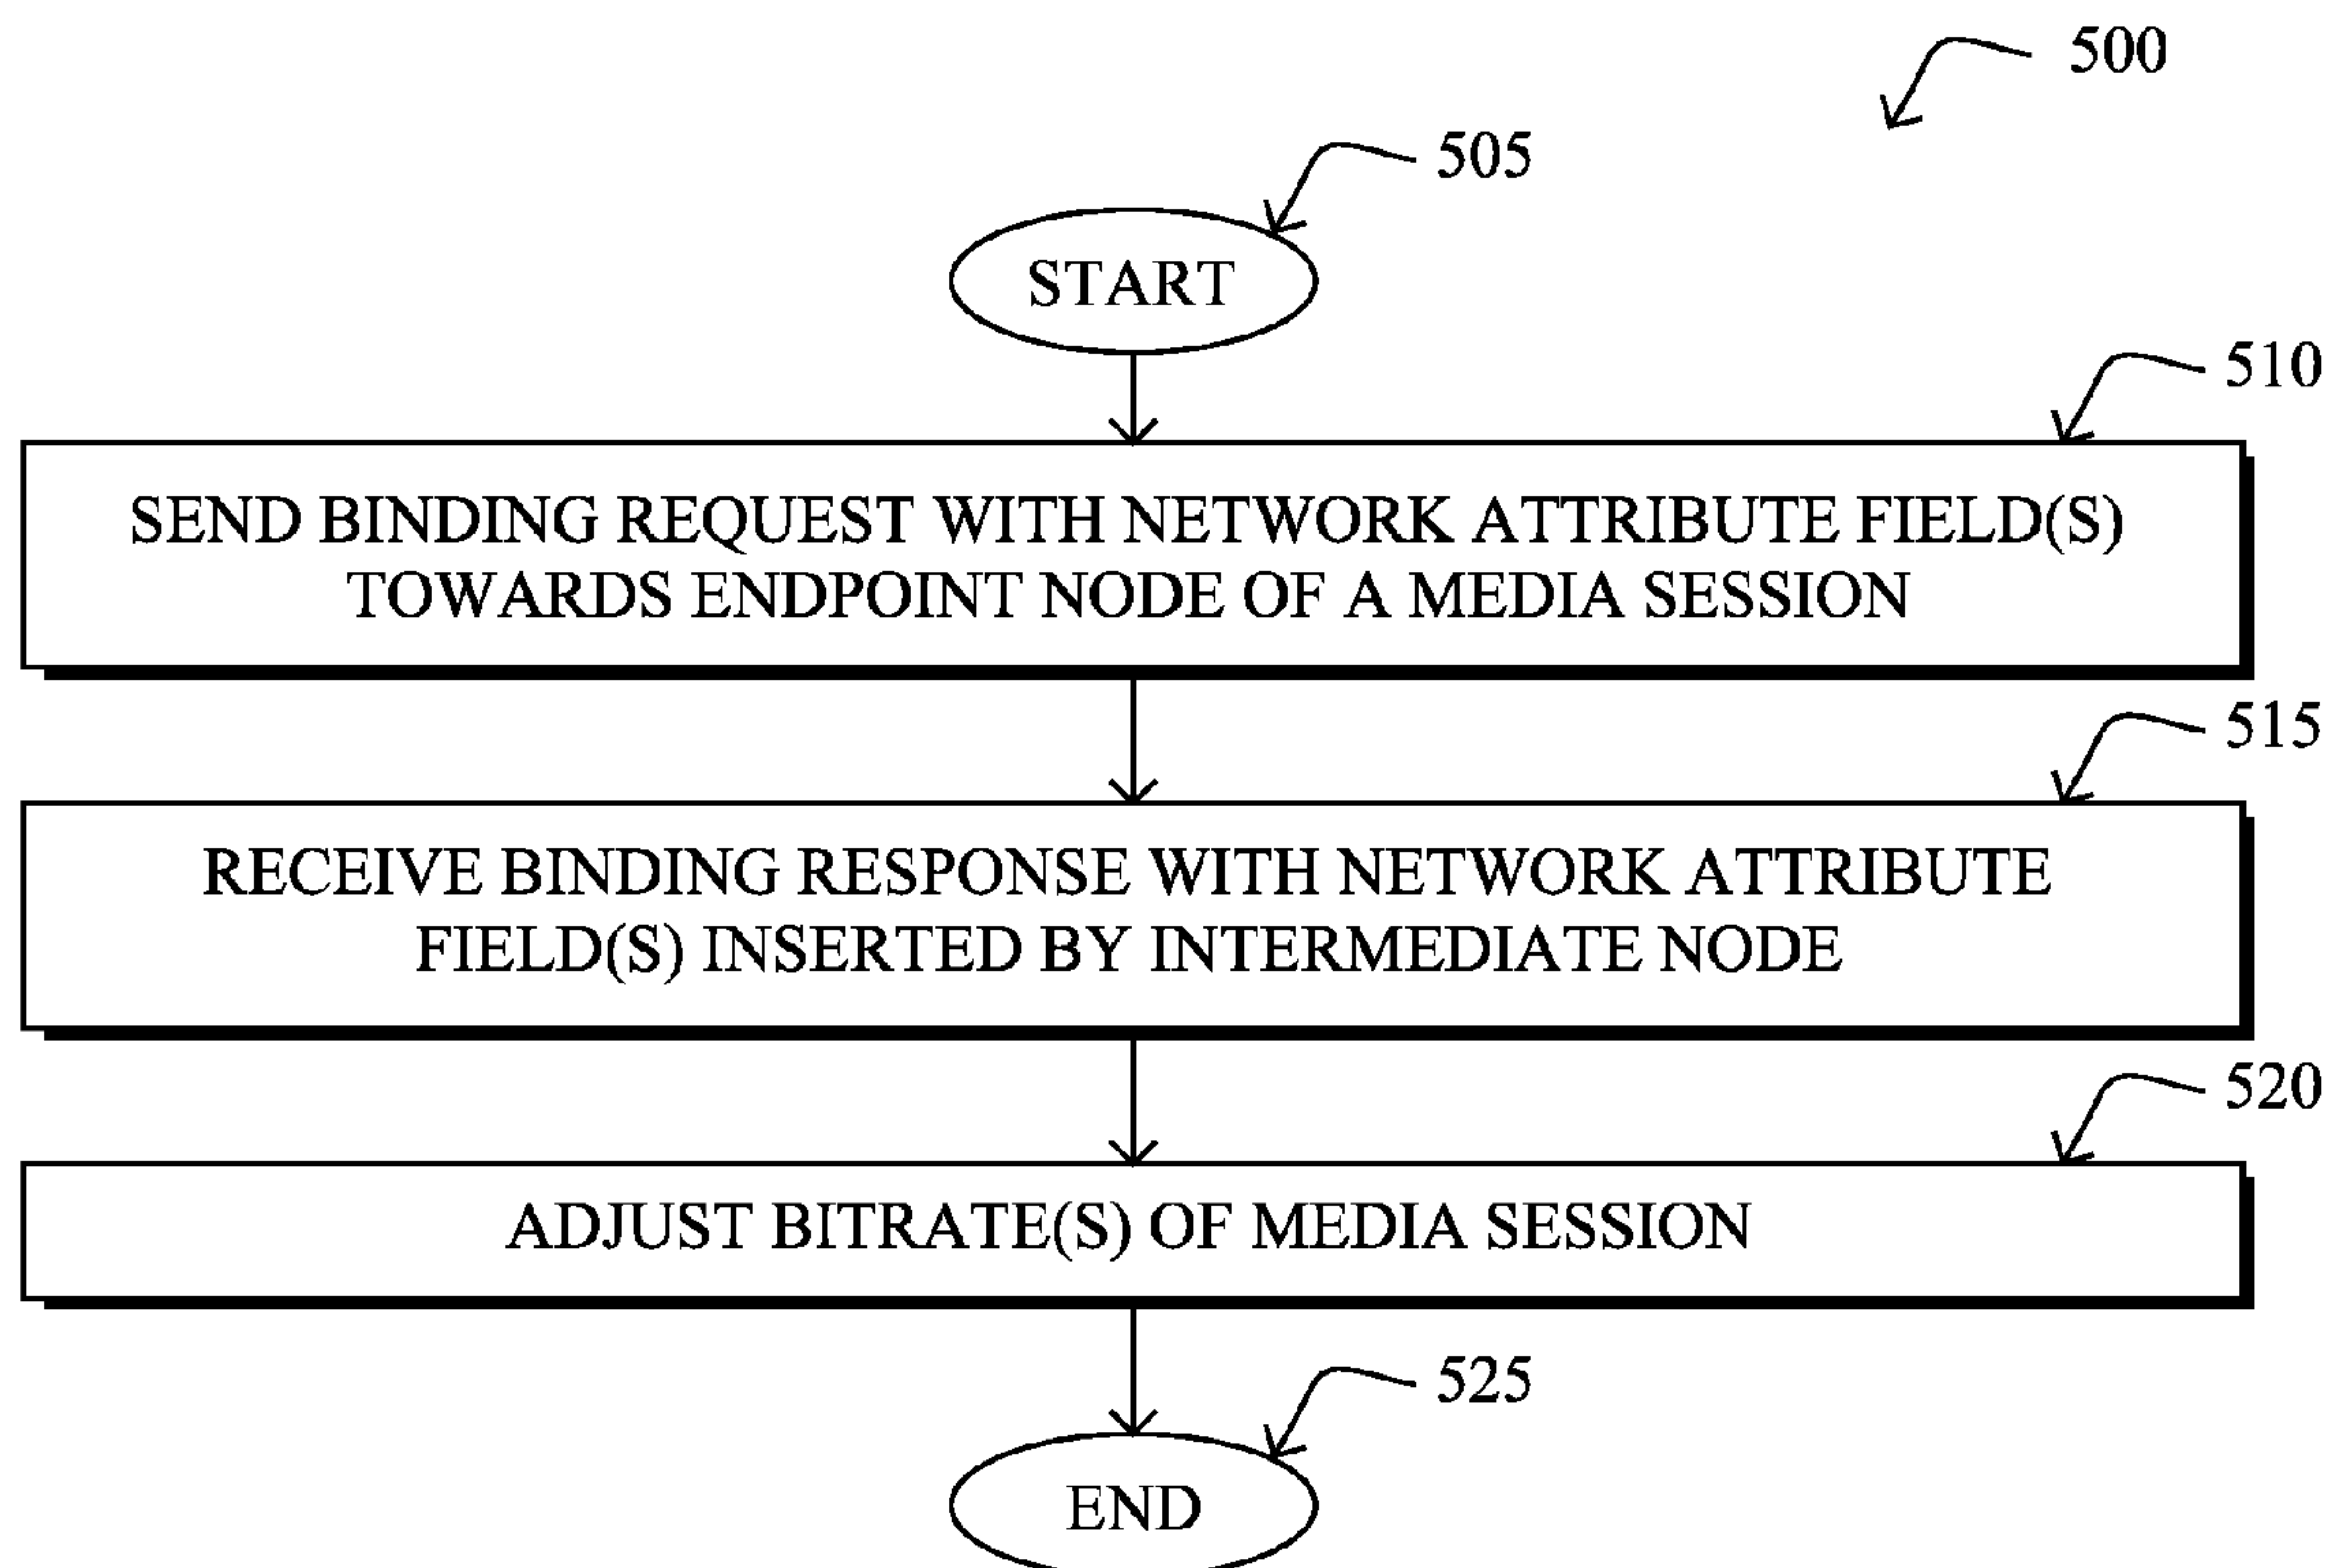 500
505
START
510
SEND BINDING REQUEST WITH NETWORK ATTRIBUTE FIELD(S)
TOWARDS ENDPOINT NODE OF A MEDIA SESSION
515
RECEIVE BINDING RESPONSE WITH NETWORK ATTRIBUTE
FIELD(S) INSERTED BY INTERMEDIATE NODE
520
ADJUST BITRATE(S) OF MEDIA SESSION
525
END